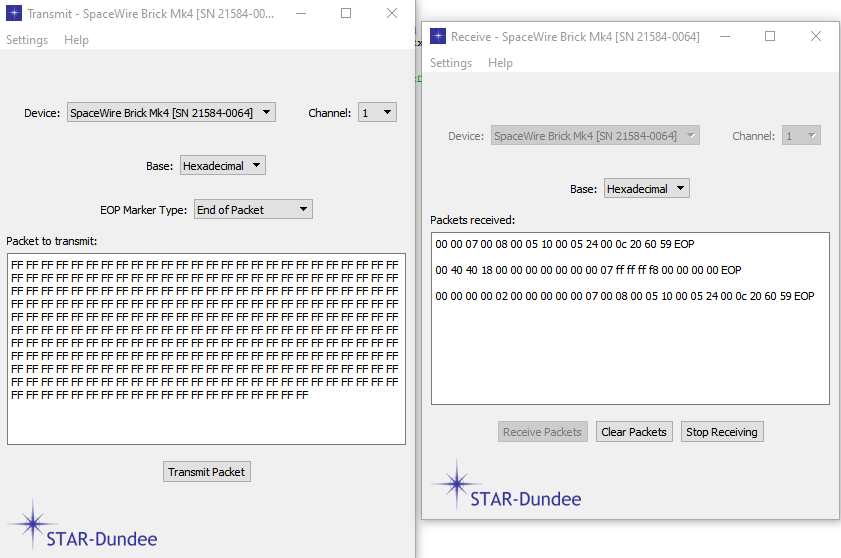 Transmit - SpaceWire Brick Mk4 [SN 21584-00...
Settings Help
Device: SpaceWire Brick Mk4 [SN 21584-0064] Channel: 1
Base: Hexadecimal
EOP Marker Type: End of Packet
Packet to transmit:
FF FF FF FF FF FF FF FF FF FF FF FF FF FF FF FF FF FF FF FF FF FF FF FF FF FF
FF FF FF FF FF FF FF FF FF FF FF FF FF FF FF FF FF FF FF FF FF FF FF FF FF FF
FF FF FF FF FF FF FF FF FF FF FF FF FF FF FF FF FF FF FF FF FF FF FF FF FF FF
FF FF FF FF FF FF FF FF FF FF FF FF FF FF FF FF FF FF FF FF FF FF FF FF FF FF
FF FF FF FF FF FF FF FF FF FF FF FF FF FF FF FF FF FF FF FF FF FF FF FF FF FF
FF FF FF FF FF FF FF FF FF FF FF FF FF FF FF FF FF FF FF FF FF FF FF FF FF FF
FF FF FF FF FF FF FF FF FF FF FF FF FF FF FF FF FF FF FF FF FF FF FF FF FF FF
FF FF FF FF FF FF FF FF FF FF FF FF FF FF FF FF FF FF FF FF FF FF FF FF FF FF
FF FF FF FF FF FF FF FF FF FF FF FF FF FF FF FF FF FF FF FF FF FF FF FF FF FF
FF FF FF FF FF FF FF FF FF FF FF FF FF FF FF FF FF FF FF FF FF FF FF FF FF FF
FF FF FF FF FF FF FF FF FF FF FF FF FF FF FF FF FF FF FF FF
Transmit Packet
STAR-Dundee
Receive - SpaceWire Brick Mk4 [SN 21584-0064]
Settings Help
Device: SpaceWire Brick Mk4 [SN 21584-0064] Channel: 1
Base: Hexadecimal
Packets received:
00 00 07 00 08 00 05 10 00 05 24 00 0c 20 60 59 EOP
00 40 40 18 00 00 00 00 00 00 00 07 ff ff ff f8 00 00 00 00 EOP
00 00 00 00 02 00 00 00 00 00 07 00 08 00 05 10 00 05 24 00 0c 20 60 59 EOP
Receive Packets Clear Packets Stop Receiving
STAR-Dundee